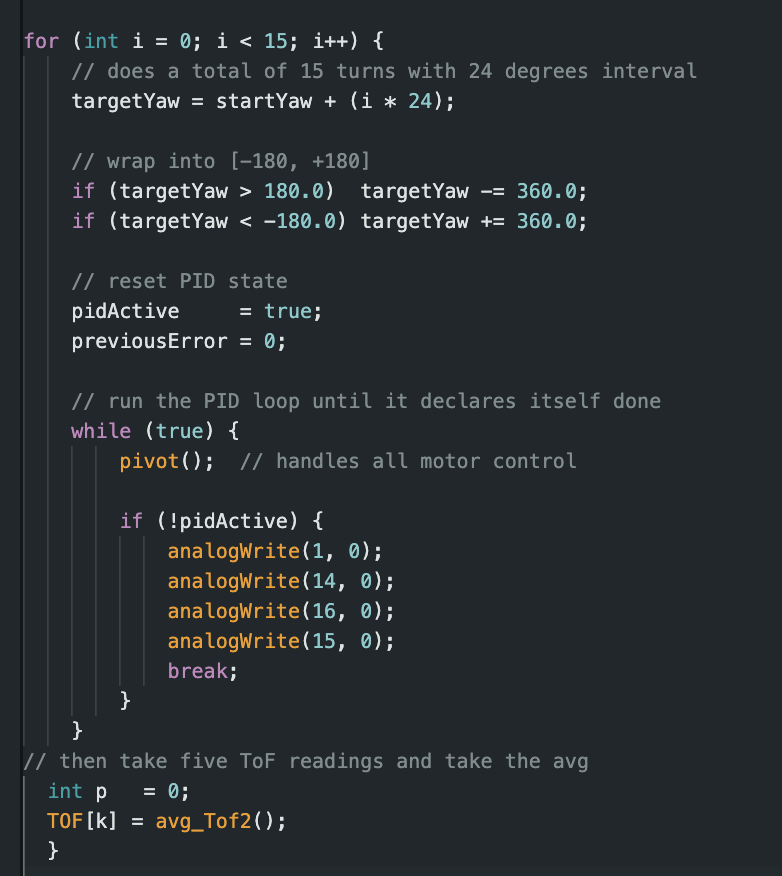 for (int i = 0; i < 15; i++) {
// does a total of 15 turns with 24 degrees interval
targetYaw = startYaw + (i * 24);
// wrap into [-180, +180]
if (targetYaw > 180.0)  targetYaw -= 360.0;
if (targetYaw < -180.0) targetYaw += 360.0;
// reset PID state
pidActive     = true;
previousError = 0;
// run the PID loop until it declares itself done
while (true) {
pivot();  // handles all motor control
if (!pidActive) {
analogWrite(1, 0);
analogWrite(14, 0);
analogWrite(16, 0);
analogWrite(15, 0);
break;
}
}
// then take five ToF readings and take the avg
int p   = 0;
TOF[k] = avg_Tof2();
}